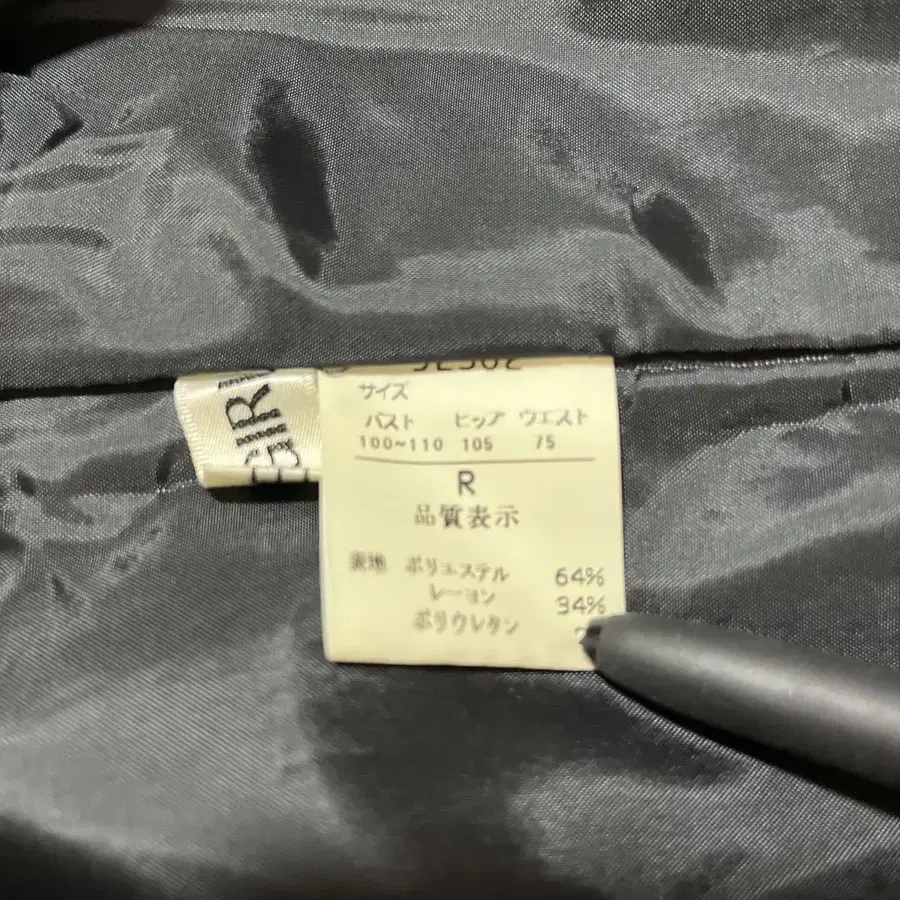 サイズ
バスト ヒップ ウエスト
100~110 105 75
R
品質表示
表地 ポリエステル 64%
レーヨン 34%
ポリウレタン